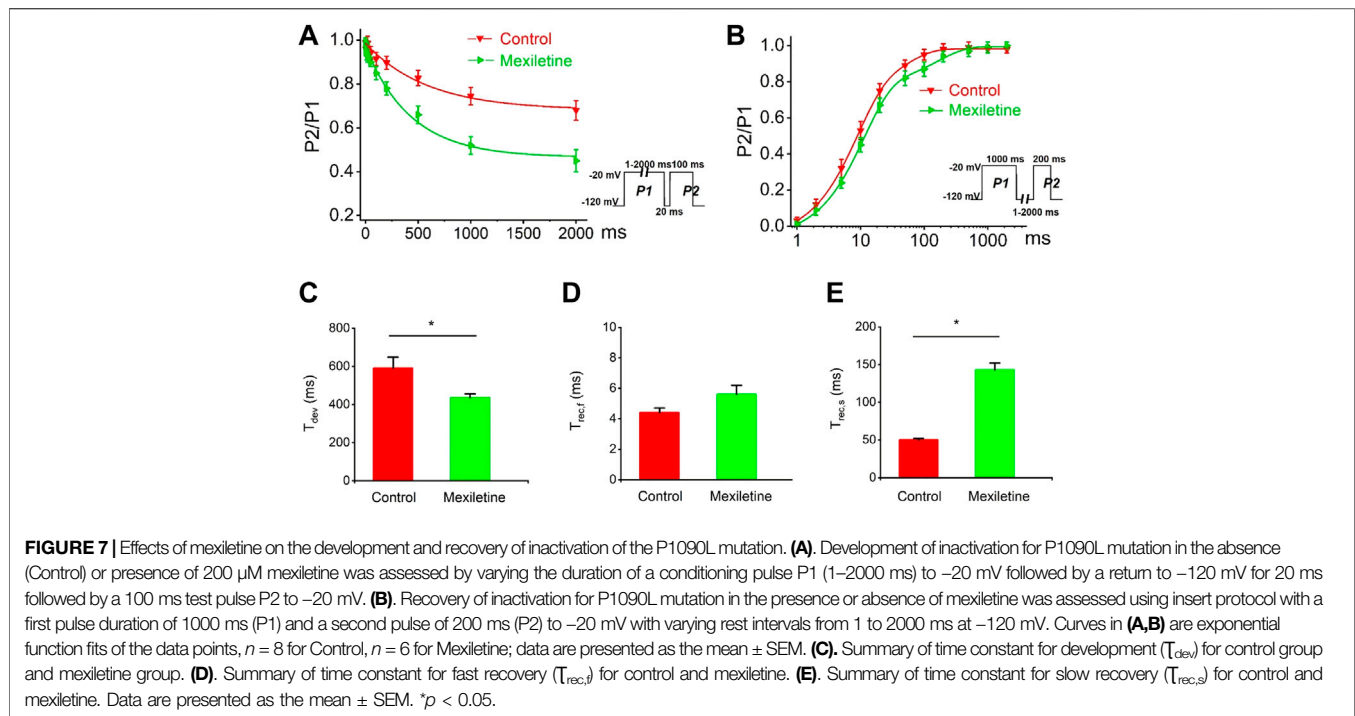 A
Control
Mexiletine
P2/P1
1.0
0.8
0.6
0.4
0.2
0
500
1000
1500
2000
ms
1-2000 ms
100 ms
-20 mV
P1
P2
-120 mV
20 ms
B
Control
Mexiletine
P2/P1
1.0
0.8
0.6
0.4
0.2
0.0
1
10
100
1000
ms
1000 ms
200 ms
-20 mV
P1
P2
-120 mV
1-2000 ms
C
*
800
600
400
200
0
T_dev (ms)
Control
Mexiletine
D
10
8
6
4
2
0
T_rec,f (ms)
Control
Mexiletine
E
*
200
150
100
50
0
T_rec,s (ms)
Control
Mexiletine
FIGURE 7 | Effects of mexiletine on the development and recovery of inactivation of the P1090L mutation. (A). Development of inactivation for P1090L mutation in the absence
(Control) or presence of 200 µM mexiletine was assessed by varying the duration of a conditioning pulse P1 (1–2000 ms) to −20 mV followed by a return to −120 mV for 20 ms
followed by a 100 ms test pulse P2 to −20 mV. (B). Recovery of inactivation for P1090L mutation in the presence or absence of mexiletine was assessed using insert protocol with a
first pulse duration of 1000 ms (P1) and a second pulse of 200 ms (P2) to −20 mV with varying rest intervals from 1 to 2000 ms at −120 mV. Curves in (A,B) are exponential
function fits of the data points, n = 8 for Control, n = 6 for Mexiletine; data are presented as the mean ± SEM. (C). Summary of time constant for development (Ʈdev) for control group
and mexiletine group. (D). Summary of time constant for fast recovery (Ʈrec,f) for control and mexiletine. (E). Summary of time constant for slow recovery (Ʈrec,s) for control and
mexiletine. Data are presented as the mean ± SEM. *p < 0.05.